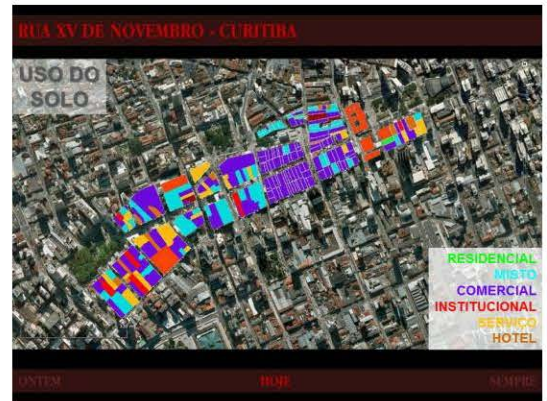 RUA XV DE NOVEMBRO - CURITIBA
USO DO
SOLO
RESIDENCIAL
MISTO
COMERCIAL
INSTITUCIONAL
SERVIÇO
HOTEL
ONTEM
HOJE
SEMPRE